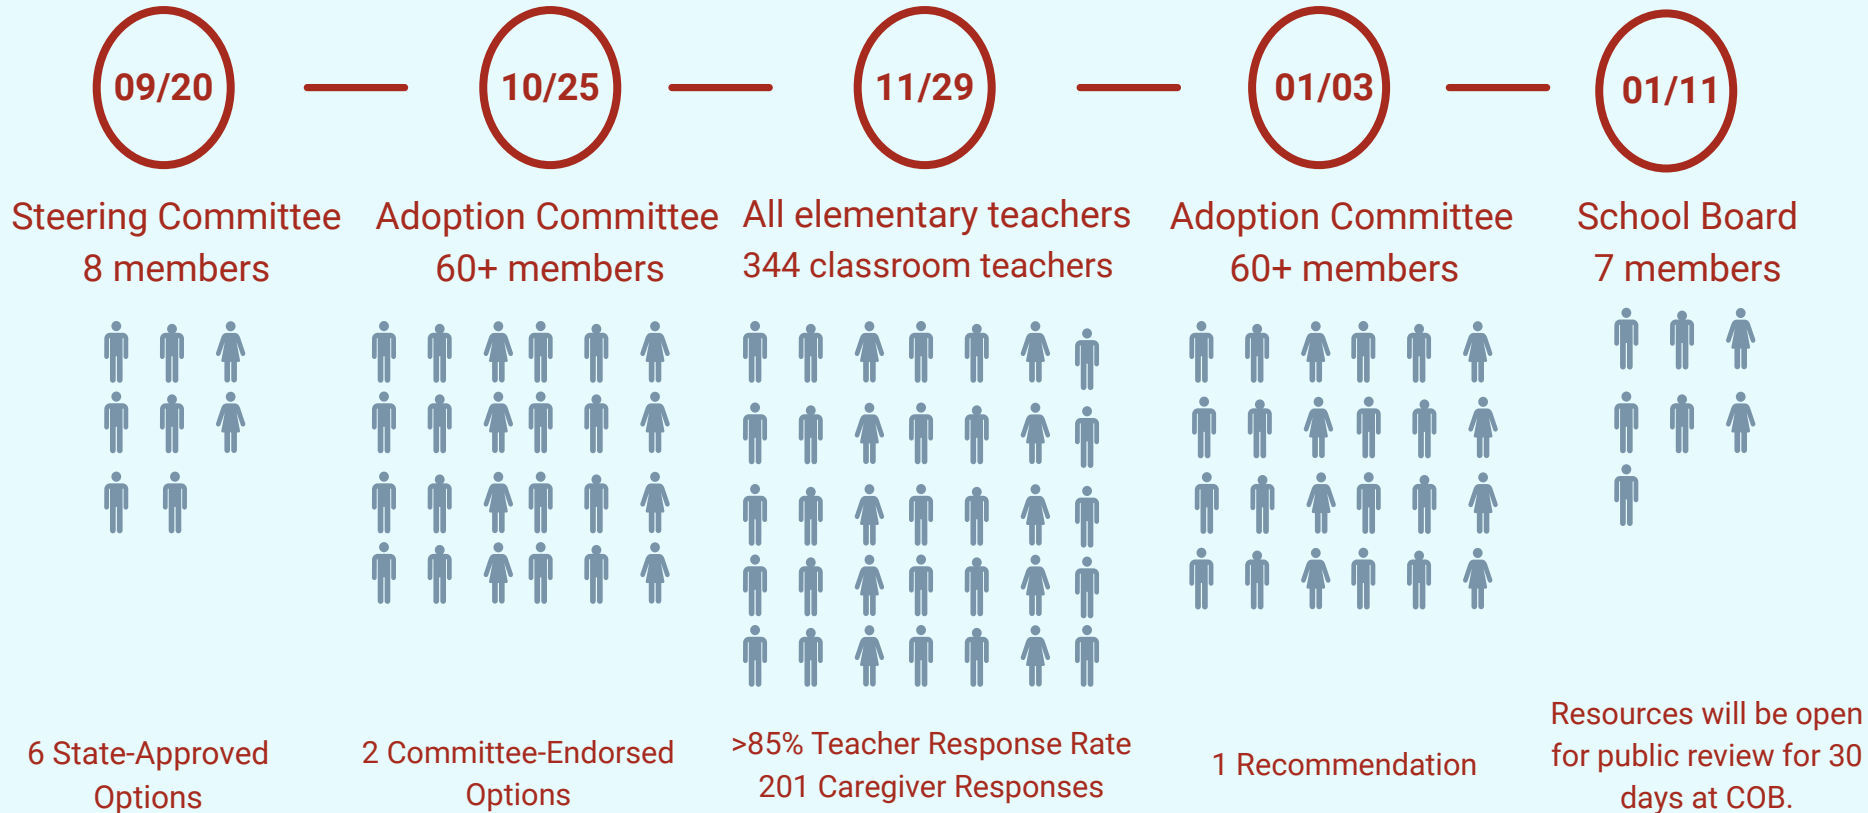 09/20
10/25
11/29
01/03
01/11
Steering Committee
8 members
Adoption Committee
60+ members
All elementary teachers
344 classroom teachers
Adoption Committee
60+ members
School Board
7 members
6 State-Approved
Options
2 Committee-Endorsed
Options
>85% Teacher Response Rate
201 Caregiver Responses
1 Recommendation
Resources will be open
for public review for 30
days at COB.